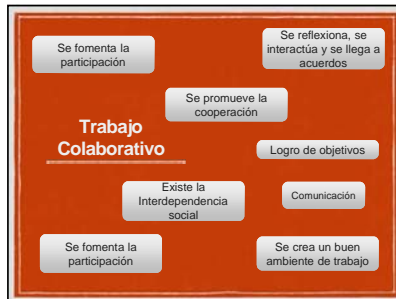 Se fomenta la
participación
Se reflexiona, se
interactúa y se llega a
acuerdos
Se promueve la
cooperación
Trabajo
Colaborativo
Logro de objetivos
Existe la
Interdependencia
social
Comunicación
Se fomenta la
participación
Se crea un buen
ambiente de trabajo